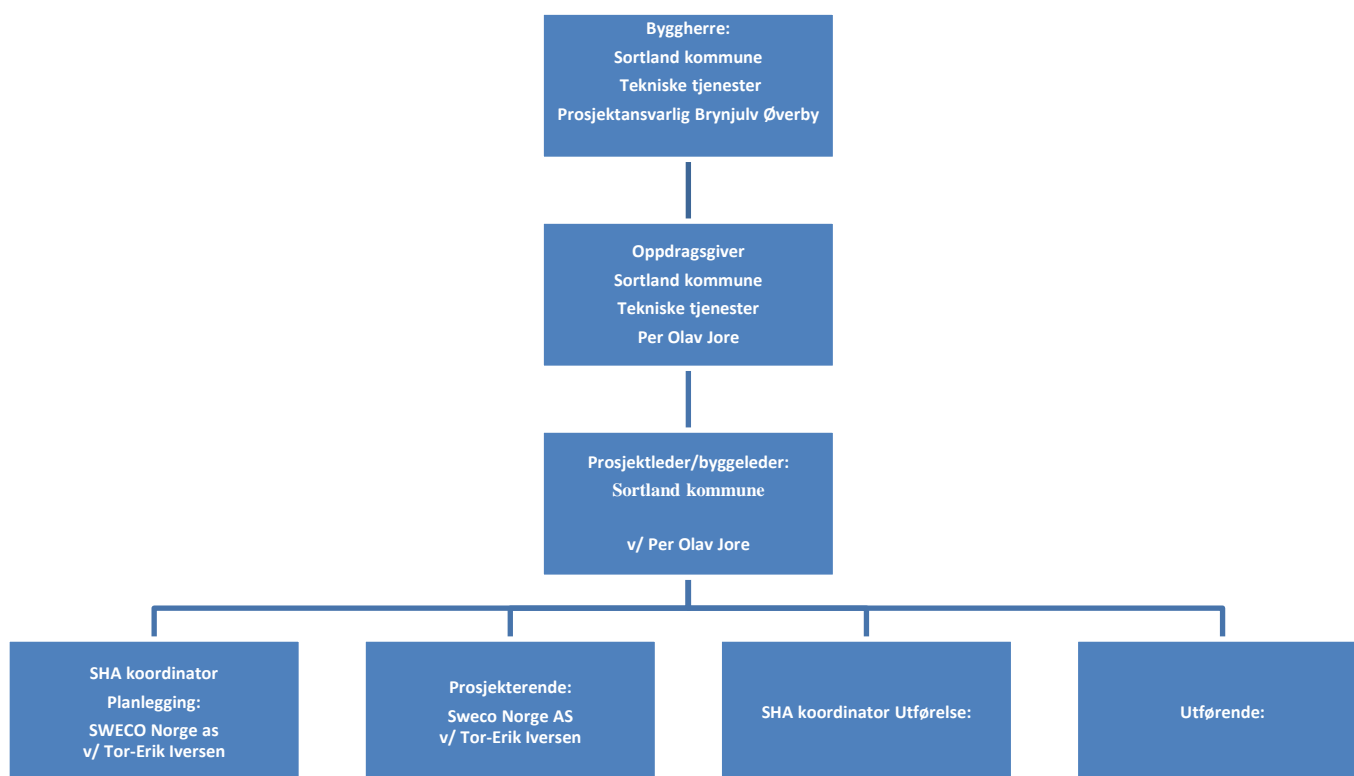 Byggherre:
Sortland kommune
Tekniske tjenester
Prosjektansvarlig Brynjulv Øverby
Oppdragsgiver
Sortland kommune
Tekniske tjenester
Per Olav Jore
Prosjektleder/byggeleder:
Sortland kommune
v/ Per Olav Jore
SHA koordinator
Planlegging:
SWECO Norge as
v/ Tor-Erik Iversen
Prosjekterende:
Sweco Norge AS
v/ Tor-Erik Iversen
SHA koordinator Utførelse:
Utførende: